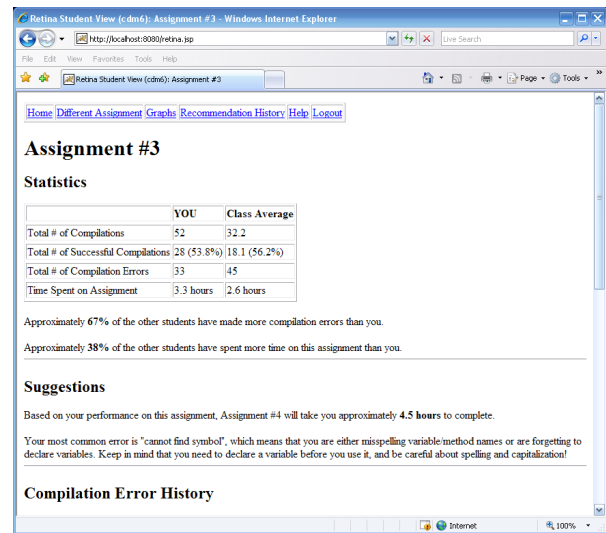 Retina Student View (cdm6): Assignment #3 - Windows Internet Explorer
http://localhost:8080/retina.jsp
Live Search
File Edit View Favorites Tools Help
Retina Student View (cdm6): Assignment #3
Page Tools »
Home Different Assignment Graphs Recommendation History Help Logout
Assignment #3
Statistics
YOU Class Average
Total # of Compilations 52 32.2
Total # of Successful Compilations 28 (53.8%) 18.1 (56.2%)
Total # of Compilation Errors 33 45
Time Spent on Assignment 3.3 hours 2.6 hours
Approximately 67% of the other students have made more compilation errors than you.
Approximately 38% of the other students have spent more time on this assignment than you.
Suggestions
Based on your performance on this assignment, Assignment #4 will take you approximately 4.5 hours to complete.
Your most common error is "cannot find symbol", which means that you are either misspelling variable/method names or are forgetting to
declare variables. Keep in mind that you need to declare a variable before you use it, and be careful about spelling and capitalization!
Compilation Error History
Internet 100%